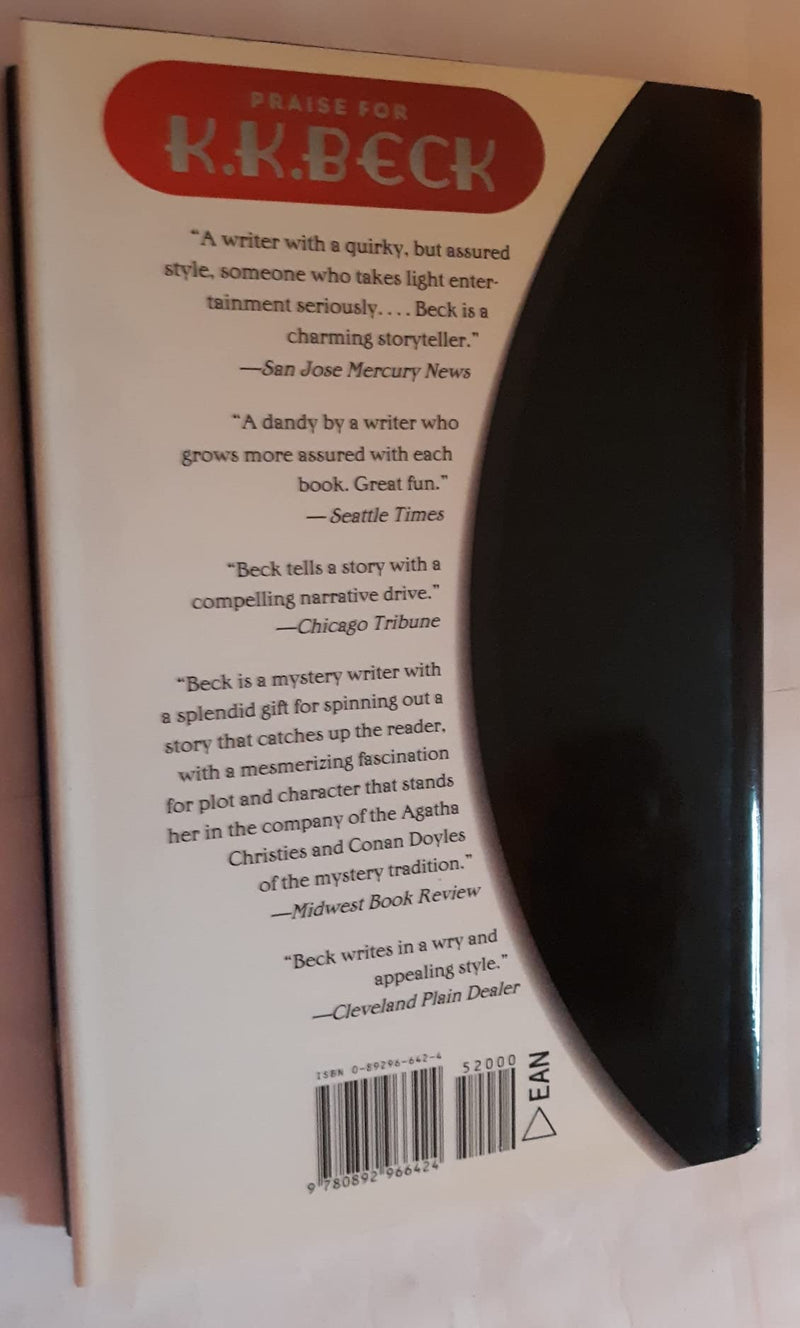 PRAISE FOR
K.K.BECK
“A writer with a quirky, but assured
style, someone who takes light enter-
tainment seriously. . . . Beck is a
charming storyteller.”
—San Jose Mercury News
“A dandy by a writer who
grows more assured with each
book. Great fun.”
— Seattle Times
“Beck tells a story with a
compelling narrative drive.”
—Chicago Tribune
“Beck is a mystery writer with
a splendid gift for spinning out a
story that catches up the reader,
with a mesmerizing fascination
for plot and character that stands
her in the company of the Agatha
Christies and Conan Doyles
of the mystery tradition.”
—Midwest Book Review
“Beck writes in a wry and
appealing style.”
—Cleveland Plain Dealer
ISBN 0-89296-642-4
52000
EAN
9 780892 966424